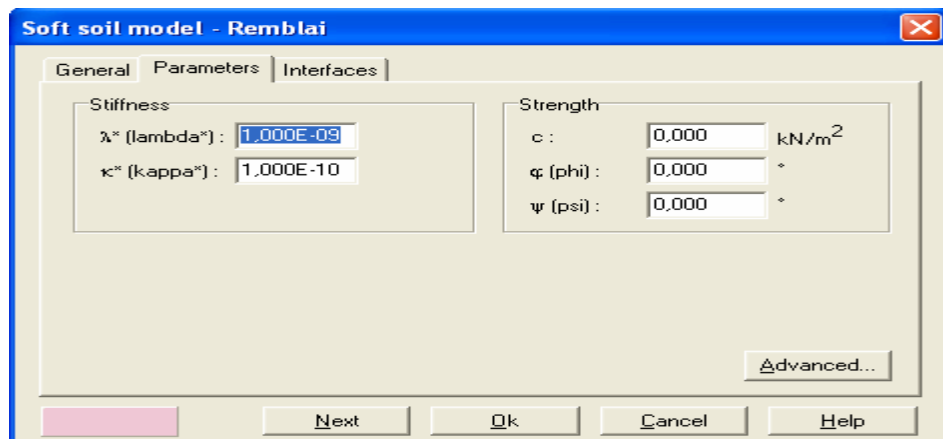 Soft soil model - Remblai
General Parameters Interfaces
Stiffness
λ* (lambda*) : 1,000E-09
κ* (kappa*) : 1,000E-10
Strength
c : 0,000 kN/m²
φ (phi) : 0,000 °
ψ (psi) : 0,000 °
Advanced...
Next Ok Cancel Help